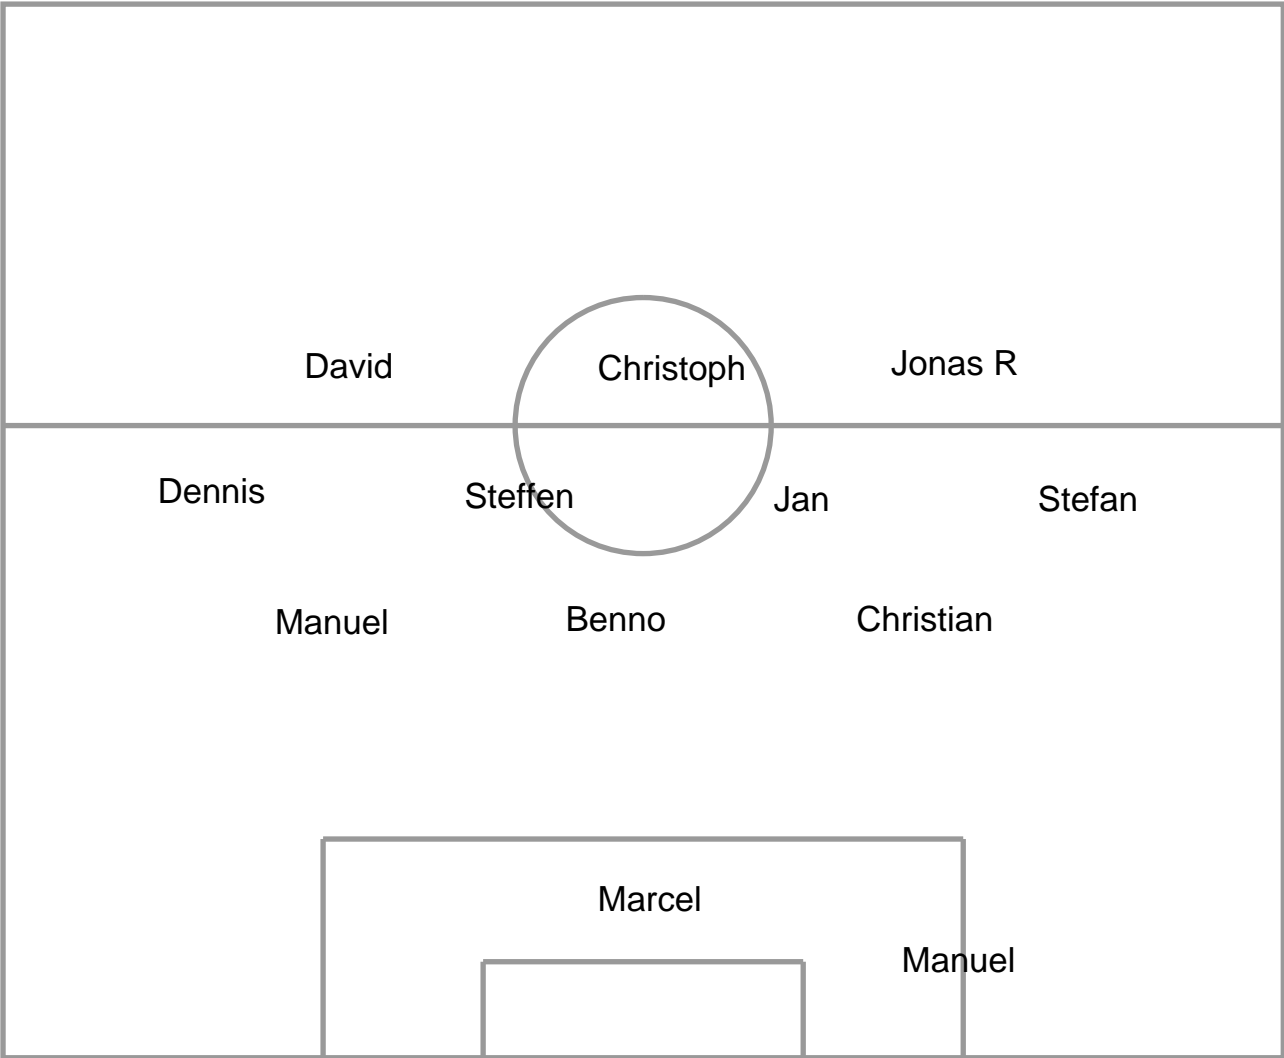 David Christoph Jonas R
Dennis Steffen Jan Stefan
Manuel Benno Christian
Marcel
Manuel